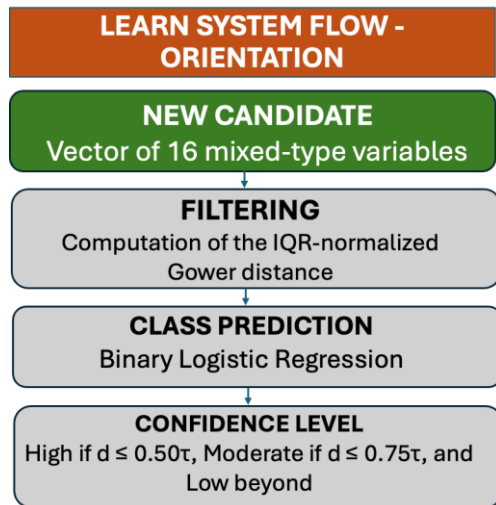 LEARN SYSTEM FLOW -
ORIENTATION
NEW CANDIDATE
Vector of 16 mixed-type variables
FILTERING
Computation of the IQR-normalized
Gower distance
CLASS PREDICTION
Binary Logistic Regression
CONFIDENCE LEVEL
High if d ≤ 0.50τ, Moderate if d ≤ 0.75τ, and
Low beyond